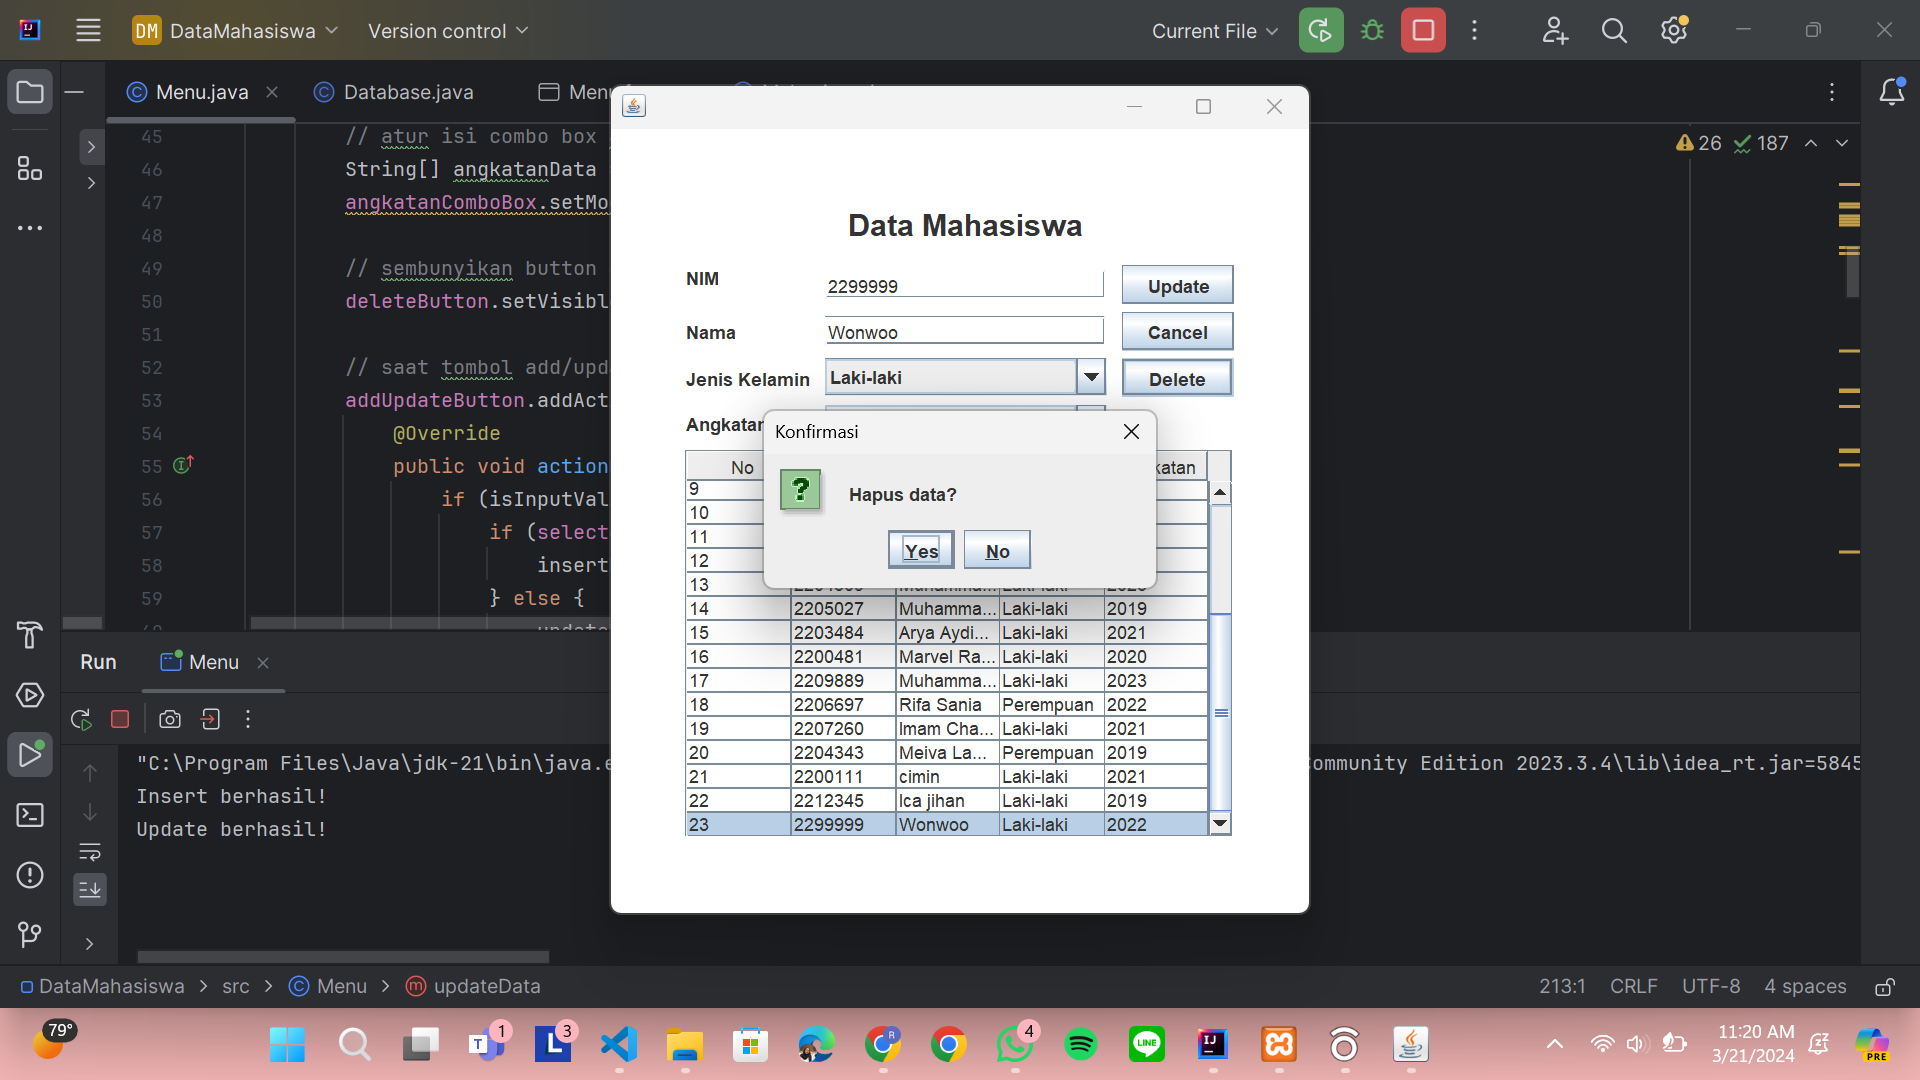 DM DataMahasiswa Version control Current File
Menu.java Database.java
26 187
45 // atur isi combo box
46 String[] angkatanData
47 angkatanComboBox.setMo
48
49 // sembunyikan button
50 deleteButton.setVisibl
51
52 // saat tombol add/upd
53 addUpdateButton.addAct
54 @Override
55 public void action
56 if (isInputVal
57 if (select
58 insert
59 } else {
Data Mahasiswa
NIM 2299999 Update
Nama Wonwoo Cancel
Jenis Kelamin Laki-laki Delete
Angkatan
Konfirmasi
Hapus data?
Yes No
No
9
10
11
12
13
14 2205027 Muhamma... Laki-laki 2019
15 2203484 Arya Aydi... Laki-laki 2021
16 2200481 Marvel Ra... Laki-laki 2020
17 2209889 Muhamma... Laki-laki 2023
18 2206697 Rifa Sania Perempuan 2022
19 2207260 Imam Cha... Laki-laki 2021
20 2204343 Meiva La... Perempuan 2019
21 2200111 cimin Laki-laki 2021
22 2212345 Ica jihan Laki-laki 2019
23 2299999 Wonwoo Laki-laki 2022
Run Menu
"C:\Program Files\Java\jdk-21\bin\java.e ommunity Edition 2023.3.4\lib\idea_rt.jar=5845
Insert berhasil!
Update berhasil!
DataMahasiswa > src > Menu > updateData 213:1 CRLF UTF-8 4 spaces
79° 1 3 4 11:20 AM
3/21/2024
PRE